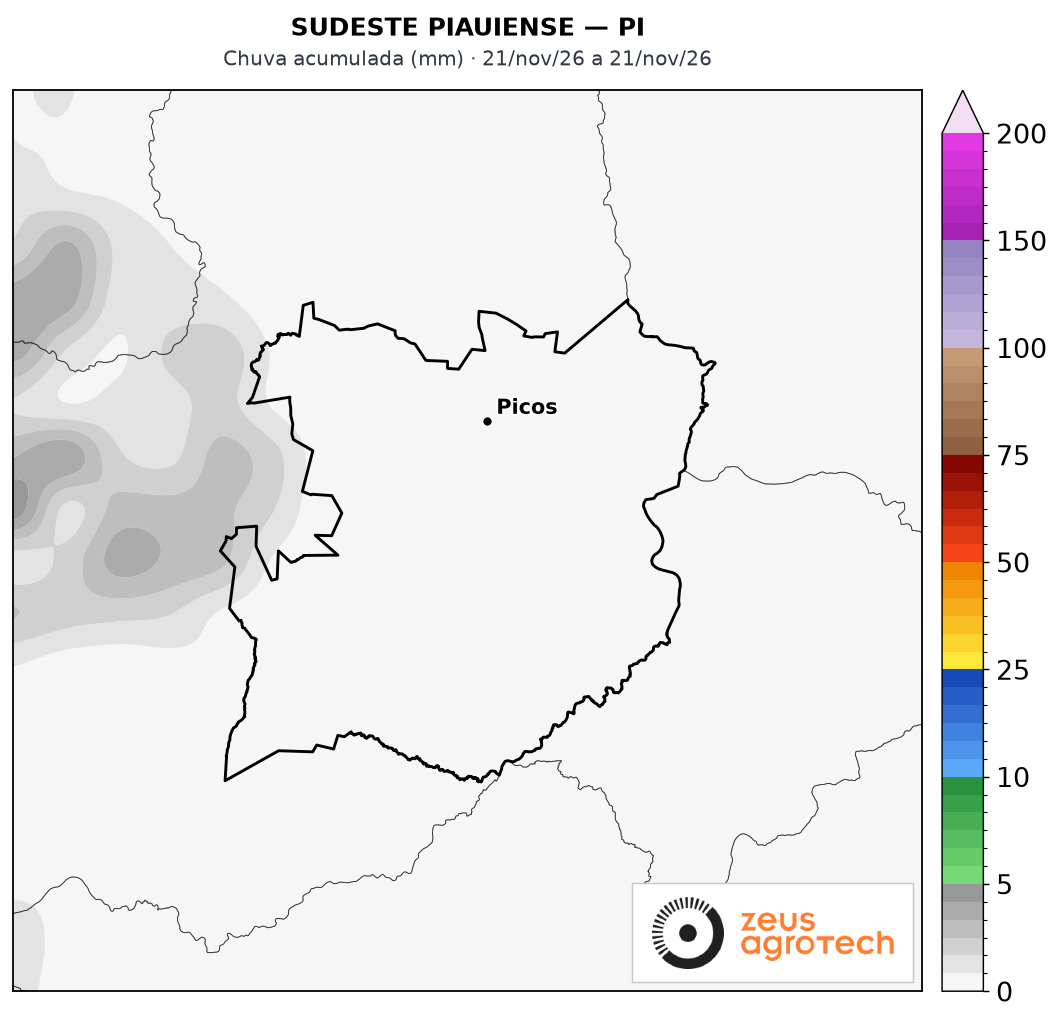 SUDESTE PIAUIENSE — PI
Chuva acumulada (mm) · 21/nov/26 a 21/nov/26
Picos
200
150
100
75
50
25
10
5
0
zeus
agrotech